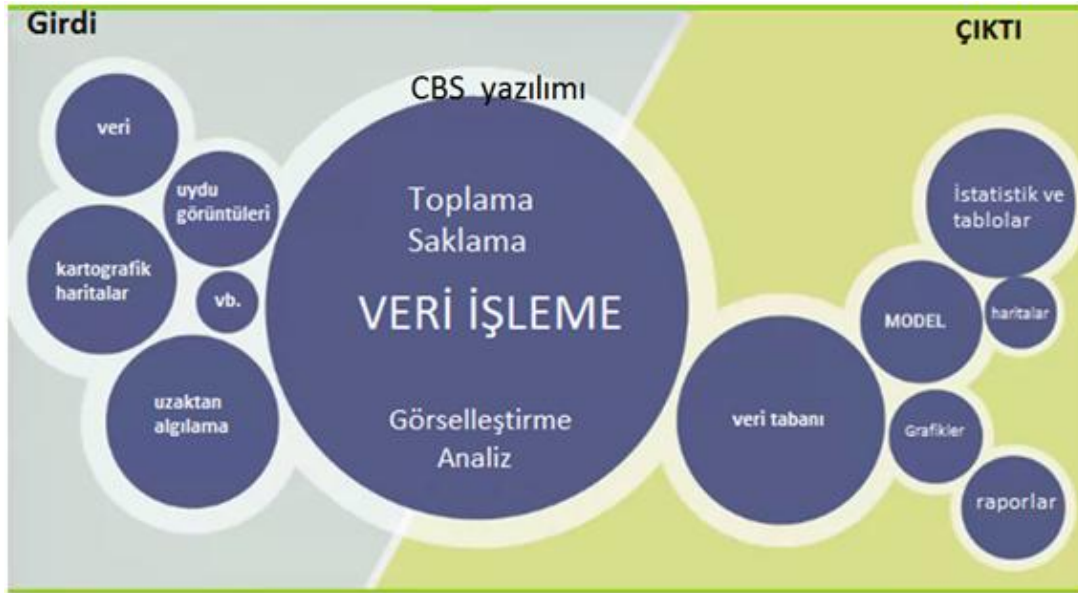 Girdi
ÇIKTI
CBS yazılımı
veri
uydu
görüntüleri
kartografik
haritalar
vb.
uzaktan
algılama
Toplama
Saklama
VERİ İŞLEME
Görselleştirme
Analiz
veri tabanı
MODEL
İstatistik ve
tablolar
haritalar
Grafikler
raporlar